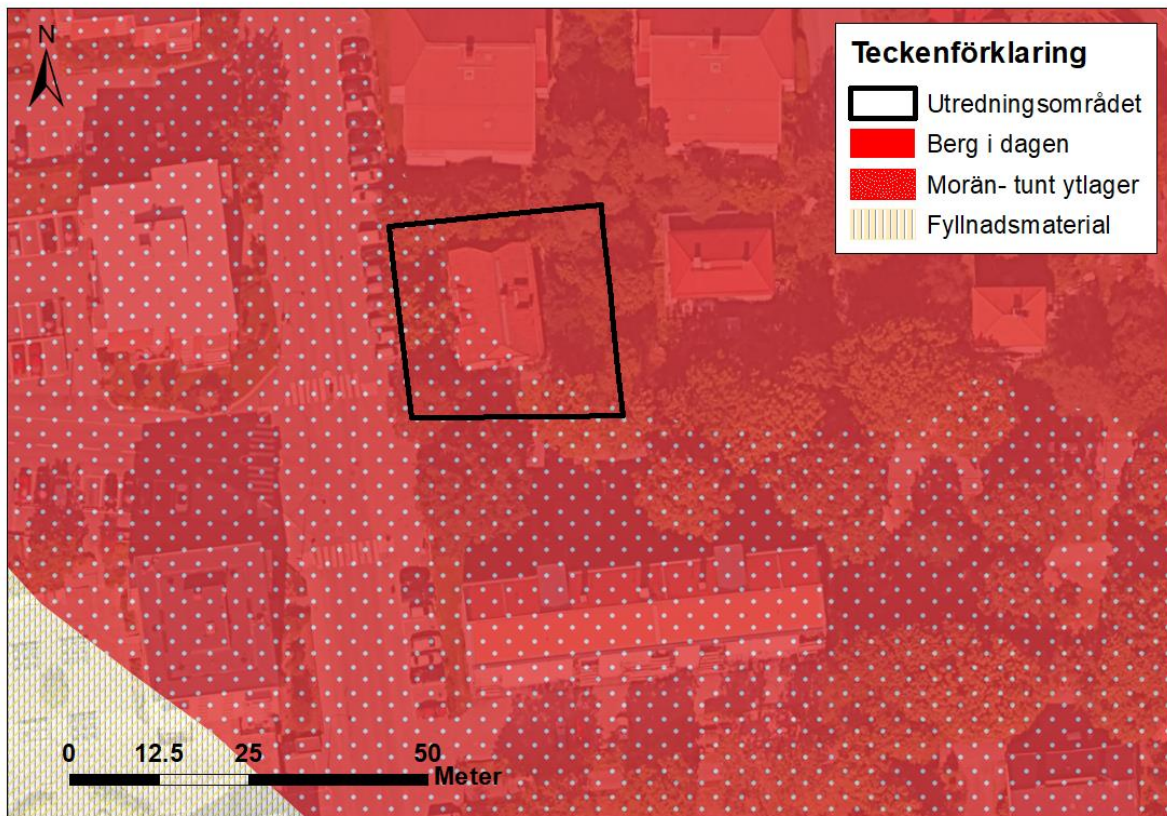 N
Teckenförklaring
Utredningsområdet
Berg i dagen
Morän- tunt ytlager
Fyllnadsmaterial
0 12.5 25 50
Meter